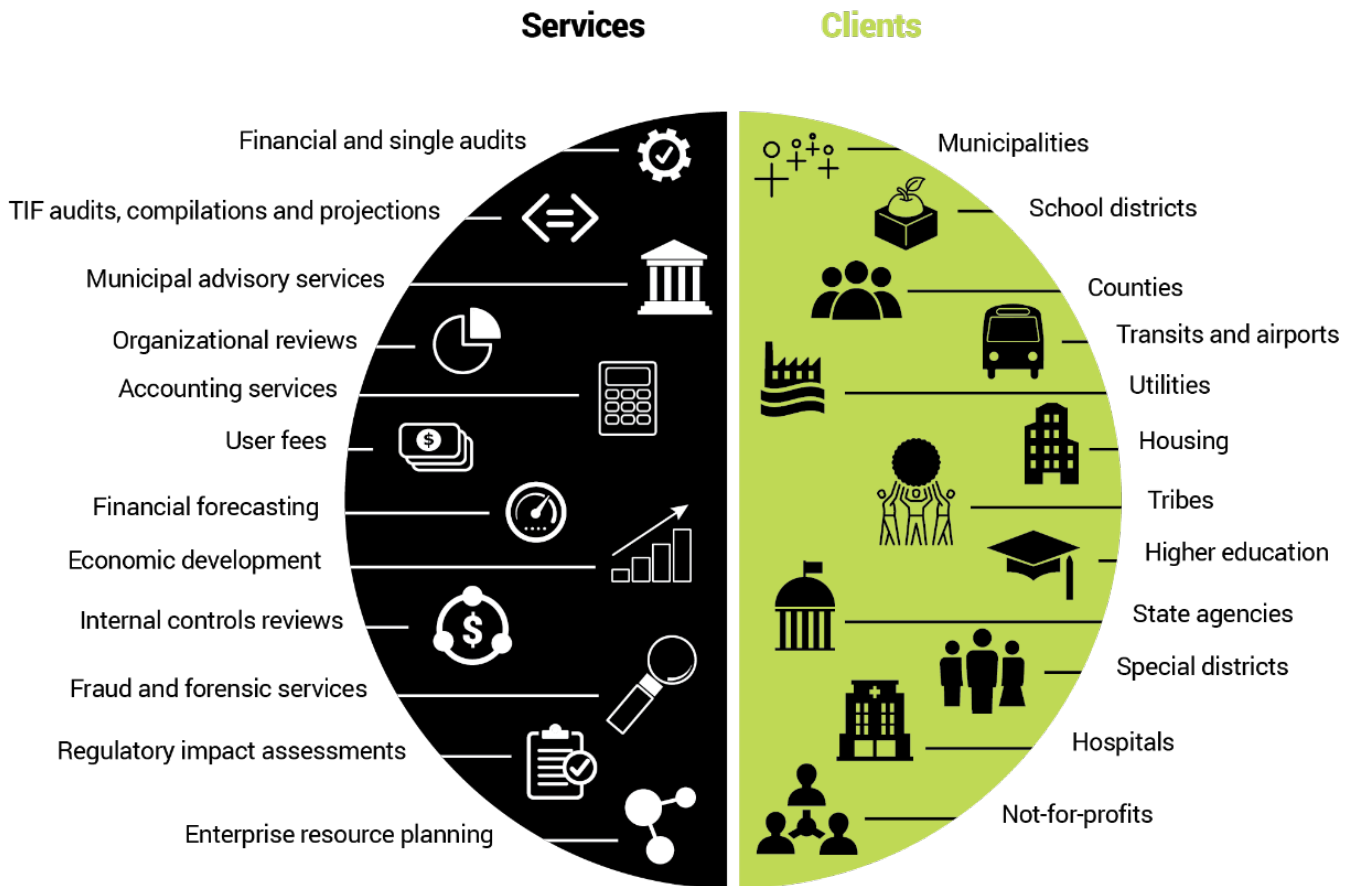 Services
Clients
Financial and single audits
TIF audits, compilations and projections
Municipal advisory services
Organizational reviews
Accounting services
User fees
Financial forecasting
Economic development
Internal controls reviews
Fraud and forensic services
Regulatory impact assessments
Enterprise resource planning
Municipalities
School districts
Counties
Transits and airports
Utilities
Housing
Tribes
Higher education
State agencies
Special districts
Hospitals
Not-for-profits